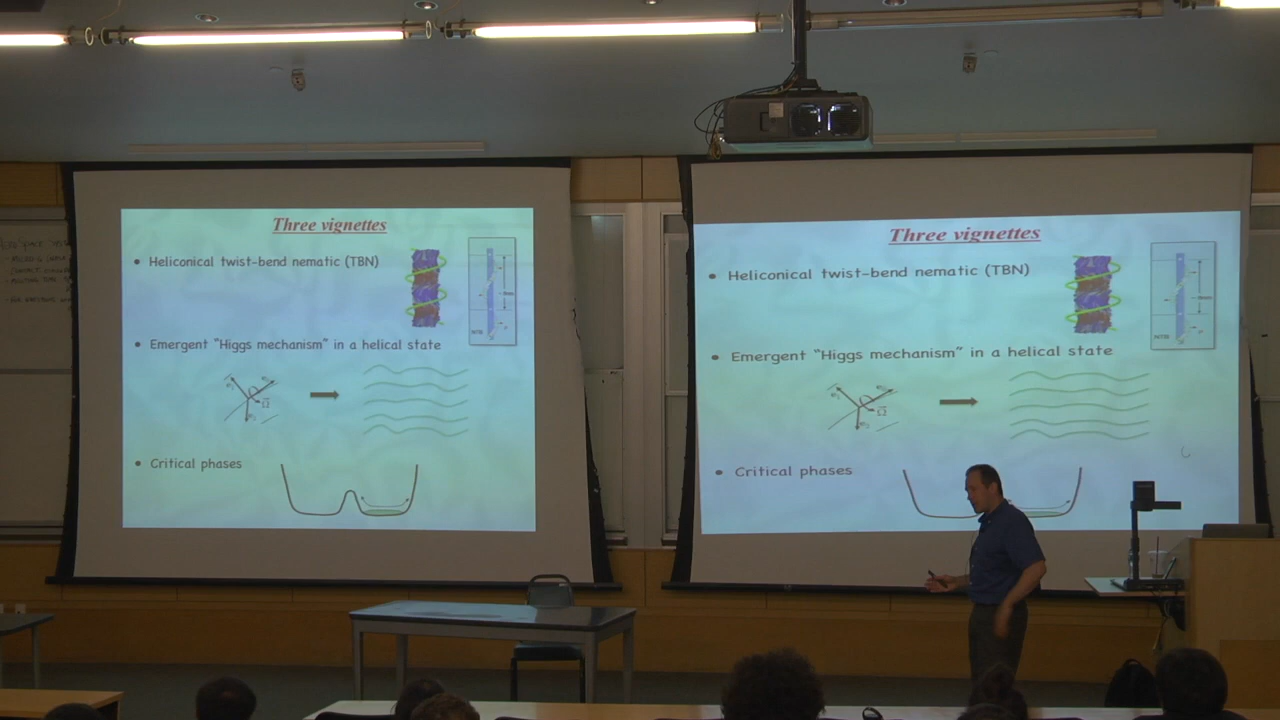 Three vignettes
• Heliconical twist-bend nematic (TBN)
• Emergent “Higgs mechanism” in a helical state
• Critical phases
Three vignettes
• Heliconical twist-bend nematic (TBN)
• Emergent “Higgs mechanism” in a helical state
• Critical phases